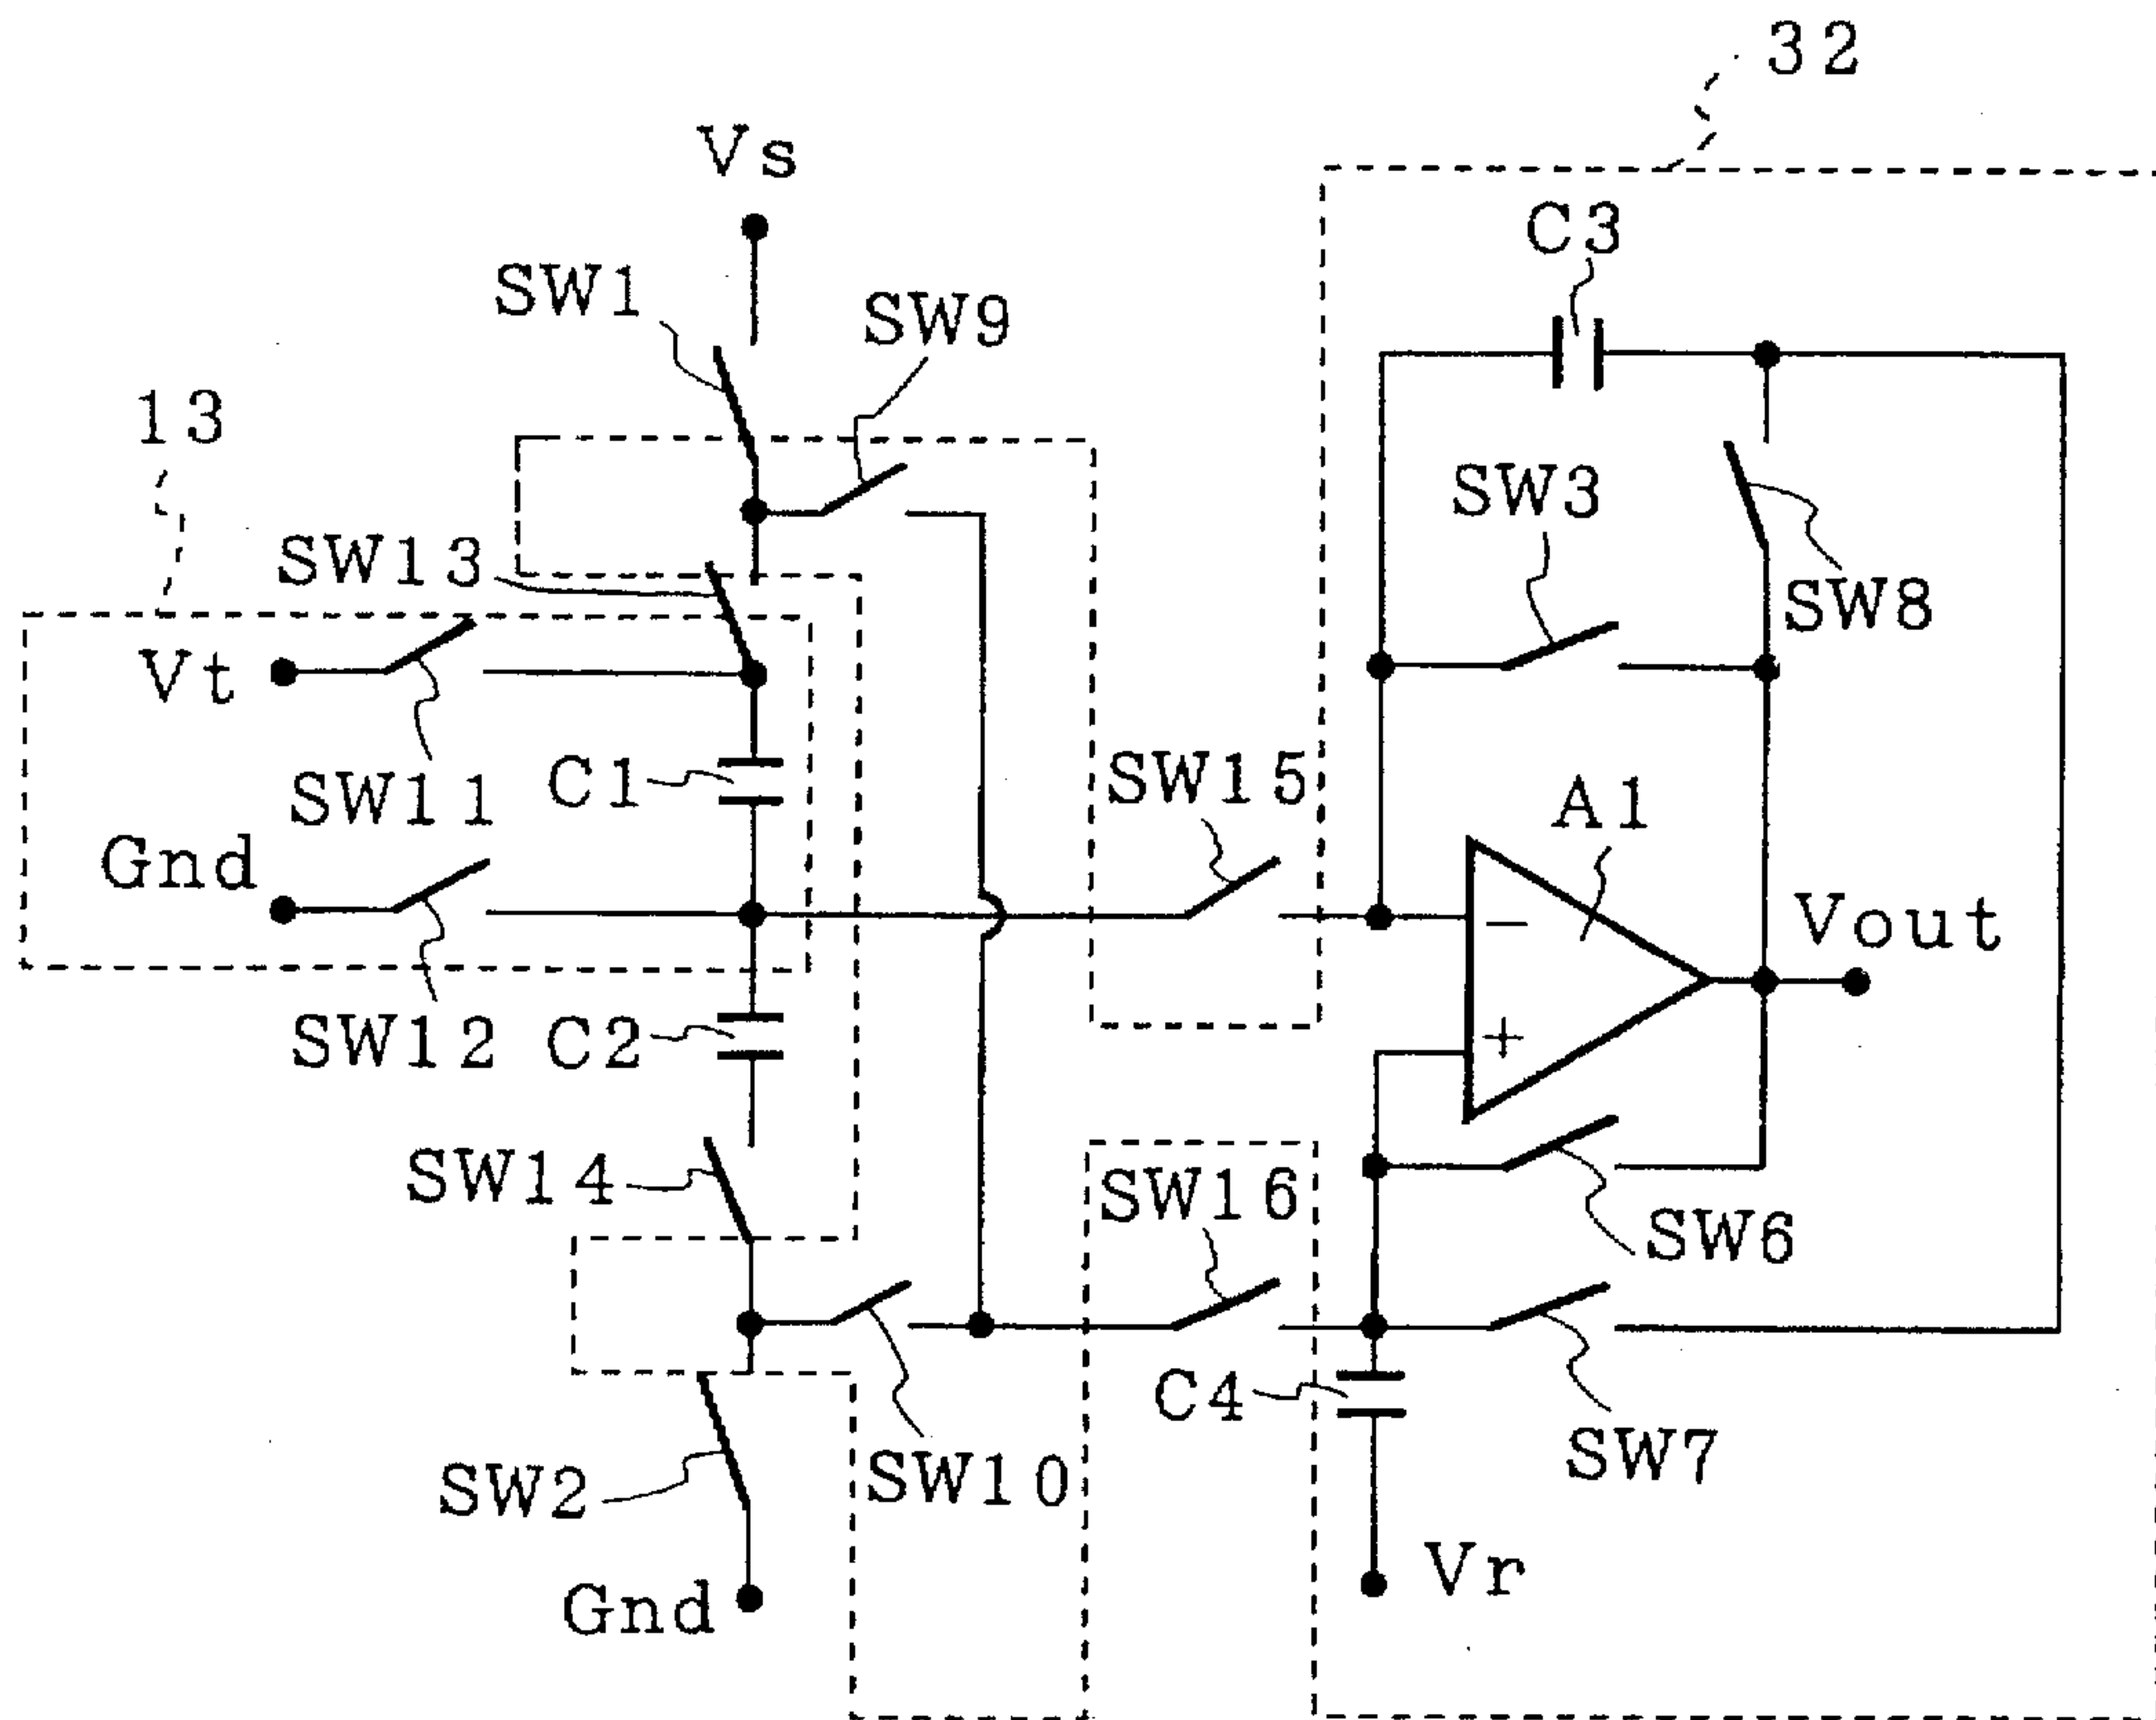 32
Vs
C3
SW1
SW9
13
SW3
SW13
SW8
Vt
SW15
C1
SW11
A1
Gnd
Vout
−
SW12
C2
+
SW14
SW16
SW6
C4
SW7
SW10
SW2
Vr
Gnd